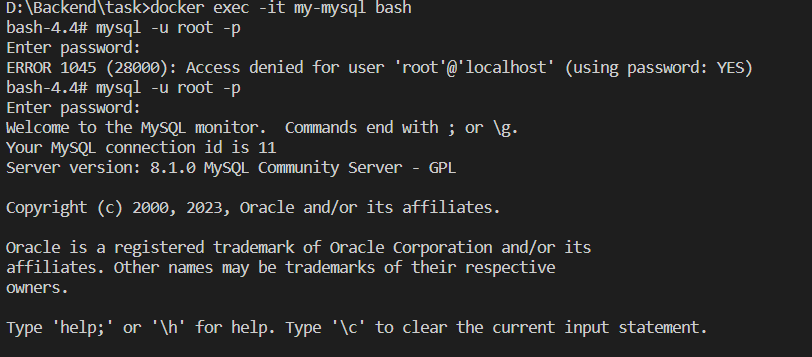 D:\Backend\task>docker exec -it my-mysql bash
bash-4.4# mysql -u root -p
Enter password:
ERROR 1045 (28000): Access denied for user 'root'@'localhost' (using password: YES)
bash-4.4# mysql -u root -p
Enter password:
Welcome to the MySQL monitor.  Commands end with ; or \g.
Your MySQL connection id is 11
Server version: 8.1.0 MySQL Community Server - GPL

Copyright (c) 2000, 2023, Oracle and/or its affiliates.

Oracle is a registered trademark of Oracle Corporation and/or its
affiliates. Other names may be trademarks of their respective
owners.

Type 'help;' or '\h' for help. Type '\c' to clear the current input statement.